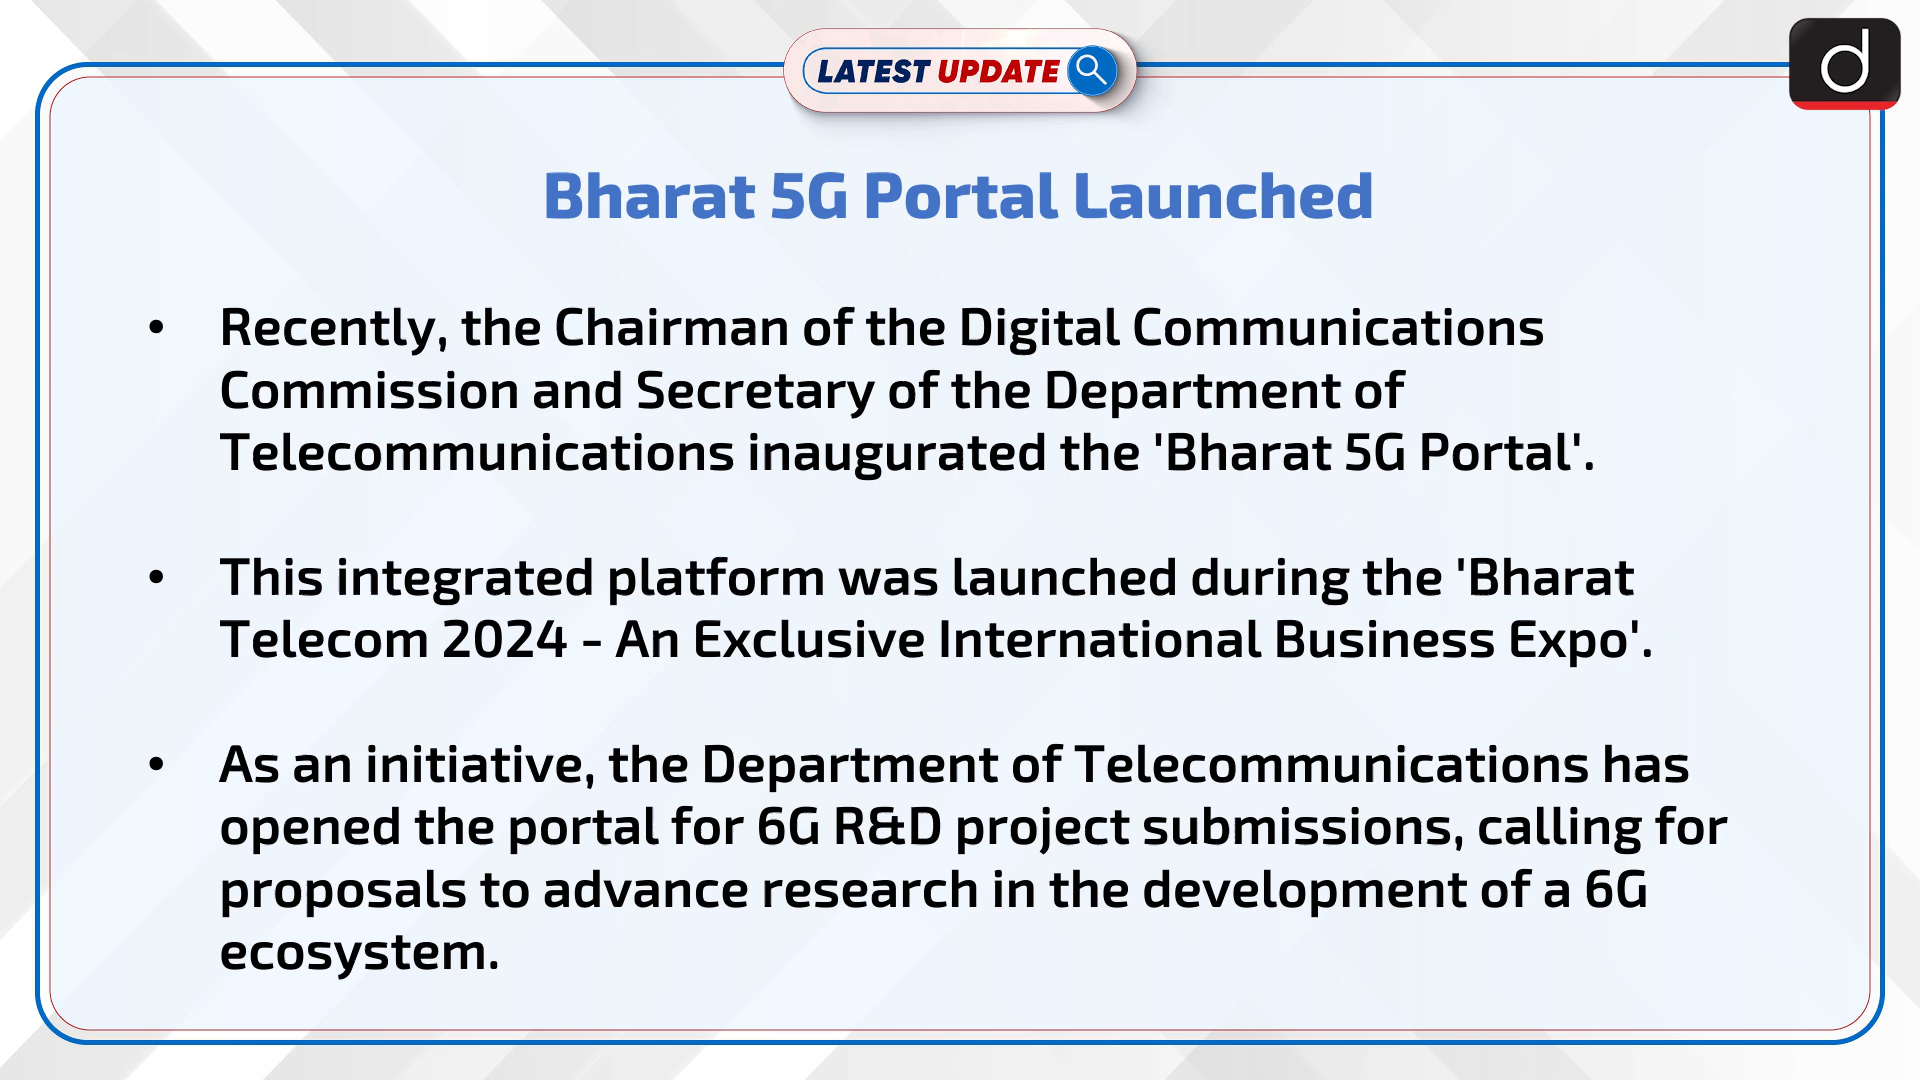 LATEST UPDATE
d
Bharat 5G Portal Launched
• Recently, the Chairman of the Digital Communications
Commission and Secretary of the Department of
Telecommunications inaugurated the 'Bharat 5G Portal'.
• This integrated platform was launched during the 'Bharat
Telecom 2024 - An Exclusive International Business Expo'.
• As an initiative, the Department of Telecommunications has
opened the portal for 6G R&D project submissions, calling for
proposals to advance research in the development of a 6G
ecosystem.